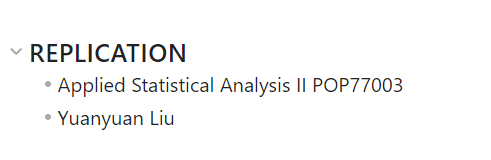 REPLICATION
Applied Statistical Analysis II POP77003
Yuanyuan Liu